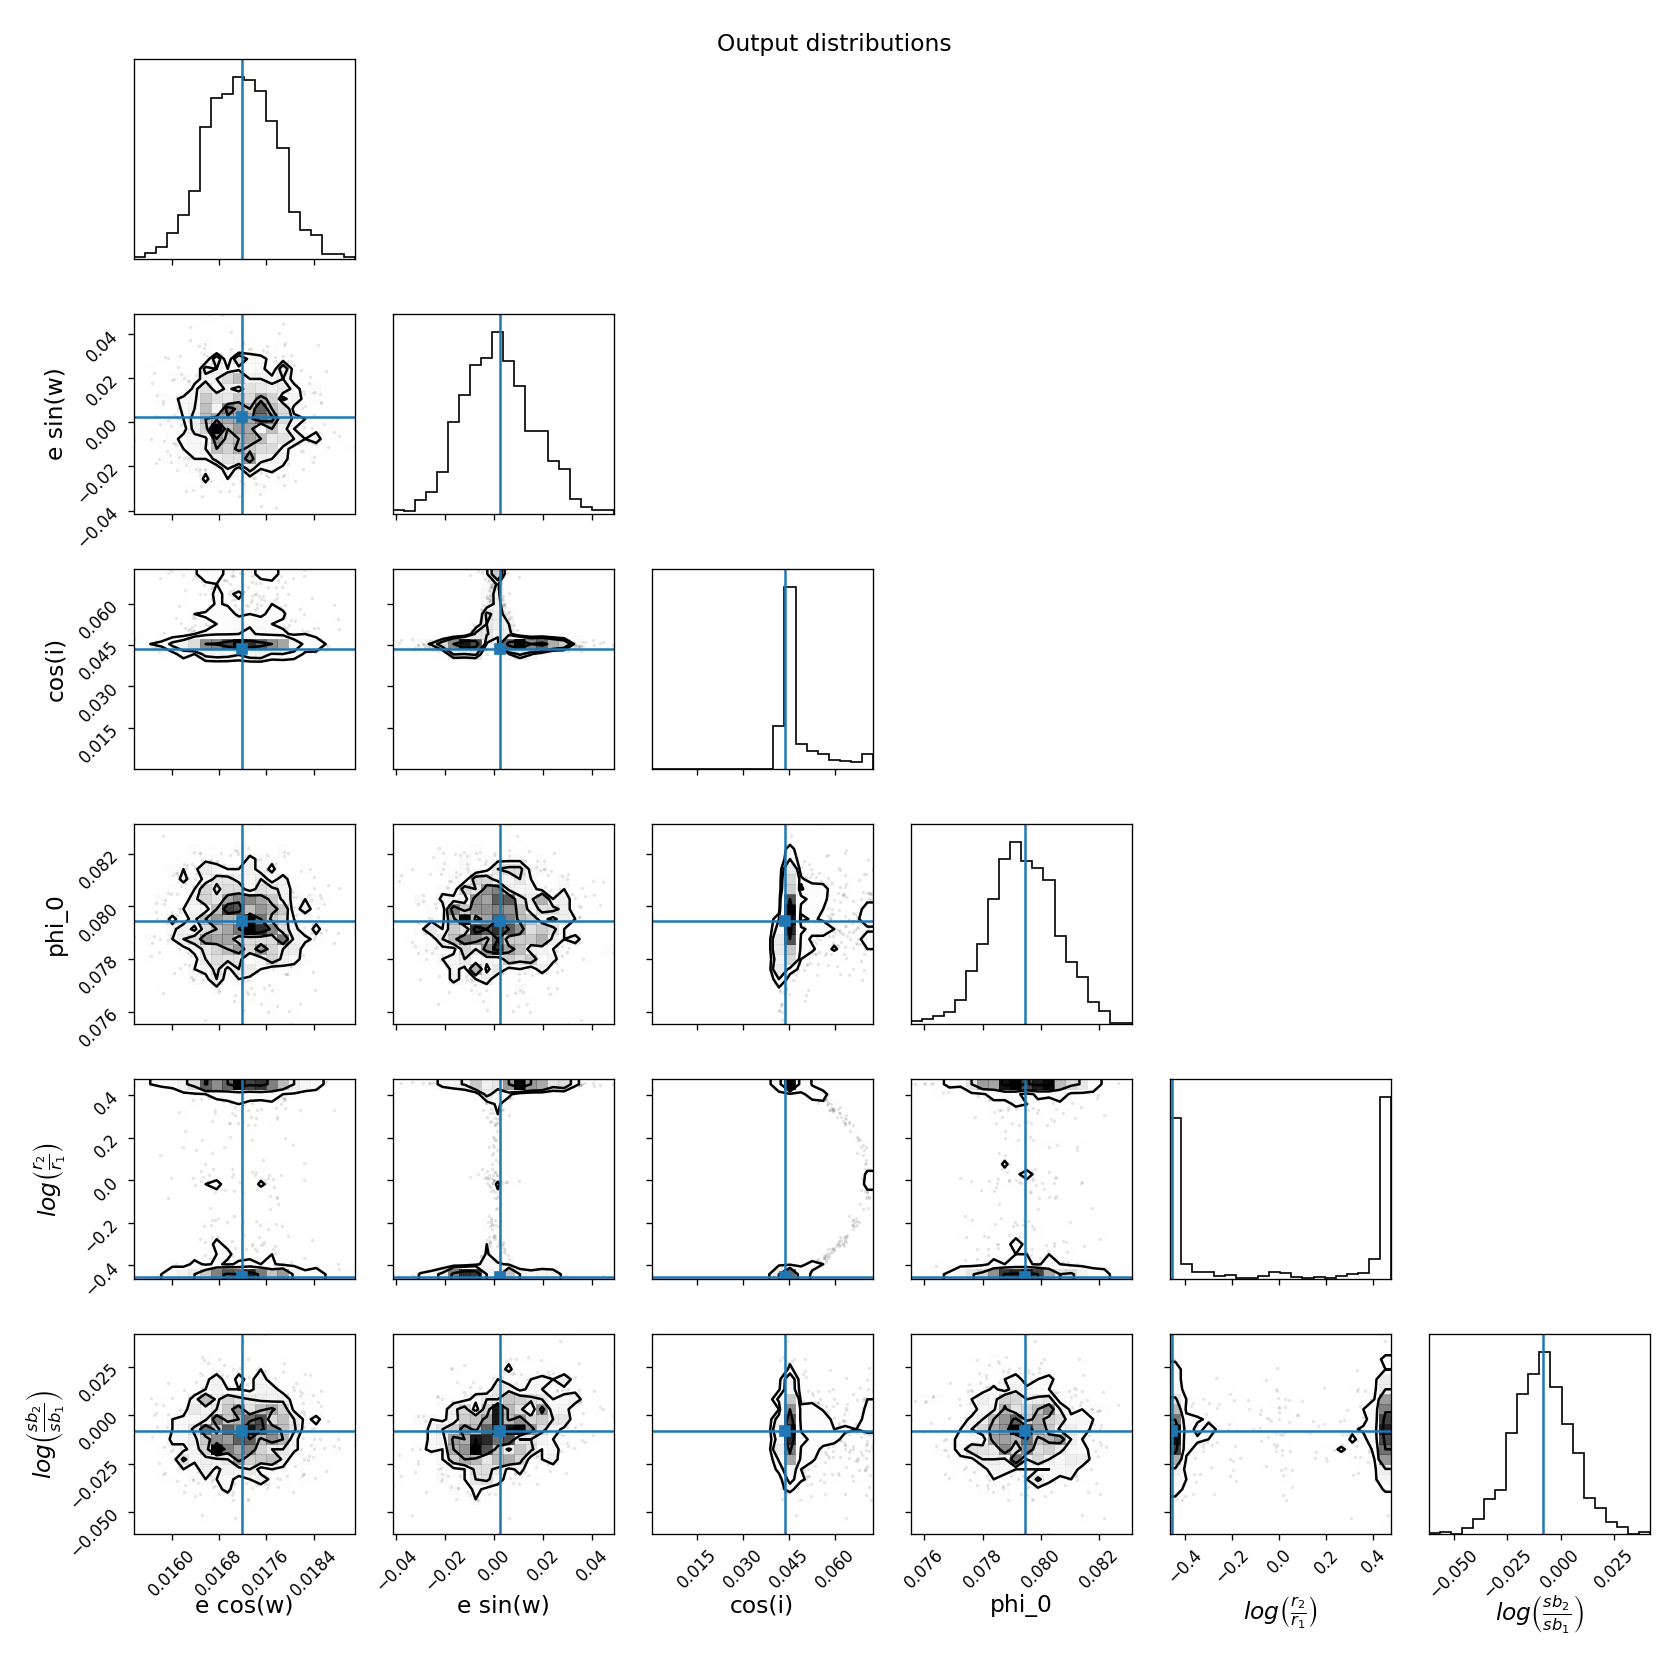 Output distributions
0.04
0.02
0.00
−0.02
−0.04
e sin(w)
0.060
0.045
0.030
0.015
cos(i)
0.082
0.080
0.078
0.076
phi_0
0.4
0.2
0.0
−0.2
−0.4
log(r2/r1)
0.025
0.000
−0.025
−0.050
log(sb2/sb1)
0.0160 0.0168 0.0176 0.0184 −0.04 −0.02 0.00 0.02 0.04 0.015 0.030 0.045 0.060 0.076 0.078 0.080 0.082 −0.4 −0.2 0.0 0.2 0.4 −0.050 −0.025 0.000 0.025
e cos(w) e sin(w) cos(i) phi_0 log(r2/r1) log(sb2/sb1)